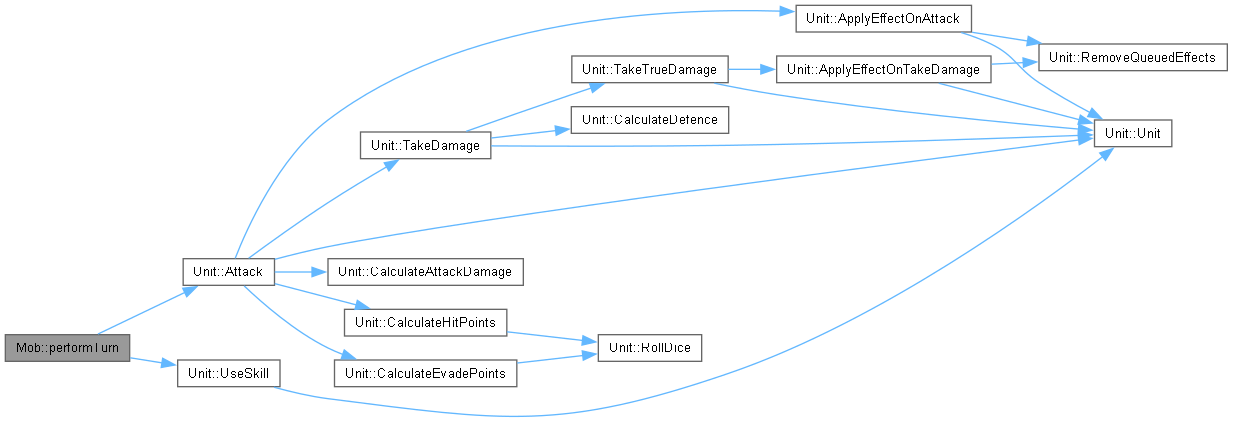 Unit::ApplyEffectOnAttack
Unit::RemoveQueuedEffects
Unit::TakeTrueDamage
Unit::ApplyEffectOnTakeDamage
Unit::CalculateDefence
Unit::Unit
Unit::TakeDamage
Unit::Attack
Unit::CalculateAttackDamage
Unit::CalculateHitPoints
Mob::performTurn
Unit::RollDice
Unit::UseSkill
Unit::CalculateEvadePoints